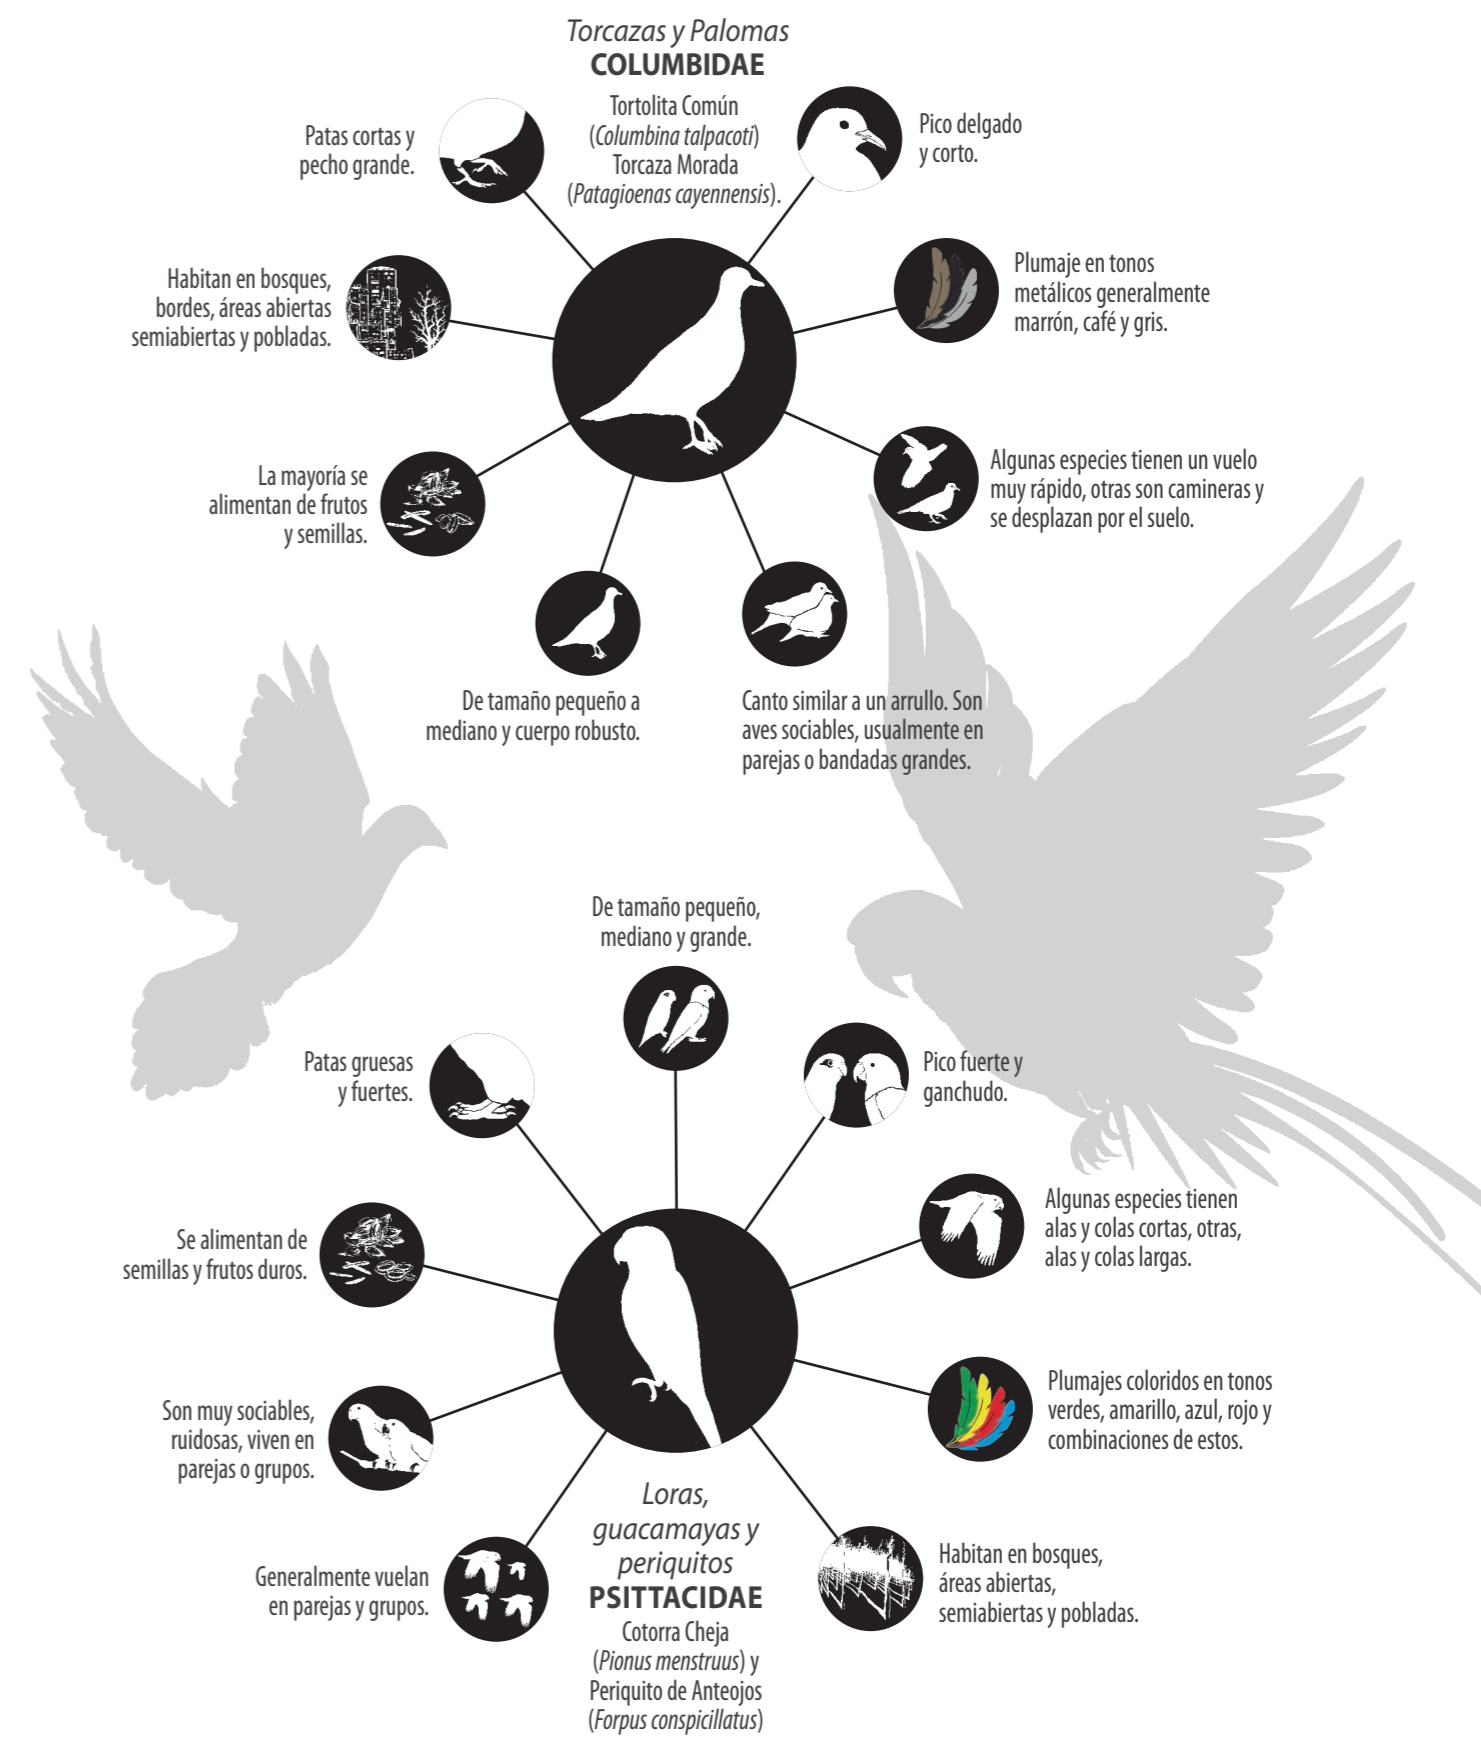 Torcazas y Palomas
COLUMBIDAE
Tortolita Común
(Columbina talpacoti)
Torcaza Morada
(Patagioenas cayennensis).
Patas cortas y
pecho grande.
Pico delgado
y corto.
Habitan en bosques,
bordes, áreas abiertas
semiabiertas y pobladas.
Plumaje en tonos
metálicos generalmente
marrón, café y gris.
La mayoría se
alimentan de frutos
y semillas.
Algunas especies tienen un vuelo
muy rápido, otras son camineras y
se desplazan por el suelo.
De tamaño pequeño a
mediano y cuerpo robusto.
Canto similar a un arrullo. Son
aves sociables, usualmente en
parejas o bandadas grandes.
De tamaño pequeño,
mediano y grande.
Patas gruesas
y fuertes.
Pico fuerte y
ganchudo.
Se alimentan de
semillas y frutos duros.
Algunas especies tienen
alas y colas cortas, otras,
alas y colas largas.
Son muy sociables,
ruidosas, viven en
parejas o grupos.
Plumajes coloridos en tonos
verdes, amarillo, azul, rojo y
combinaciones de estos.
Generalmente vuelan
en parejas y grupos.
Habitan en bosques,
áreas abiertas,
semiabiertas y pobladas.
Loras,
guacamayas y
periquitos
PSITTACIDAE
Cotorra Cheja
(Pionus menstruus) y
Periquito de Anteojos
(Forpus conspicillatus)